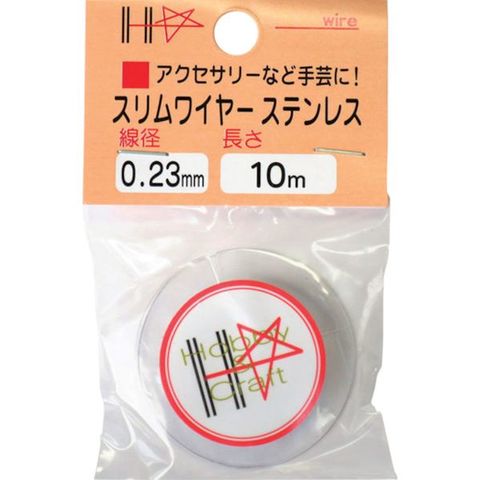 H☆
wire
■ アクセサリーなど手芸に!
スリムワイヤー ステンレス
線径 長さ
0.23mm 10m
H☆
Hobby
&
Craft